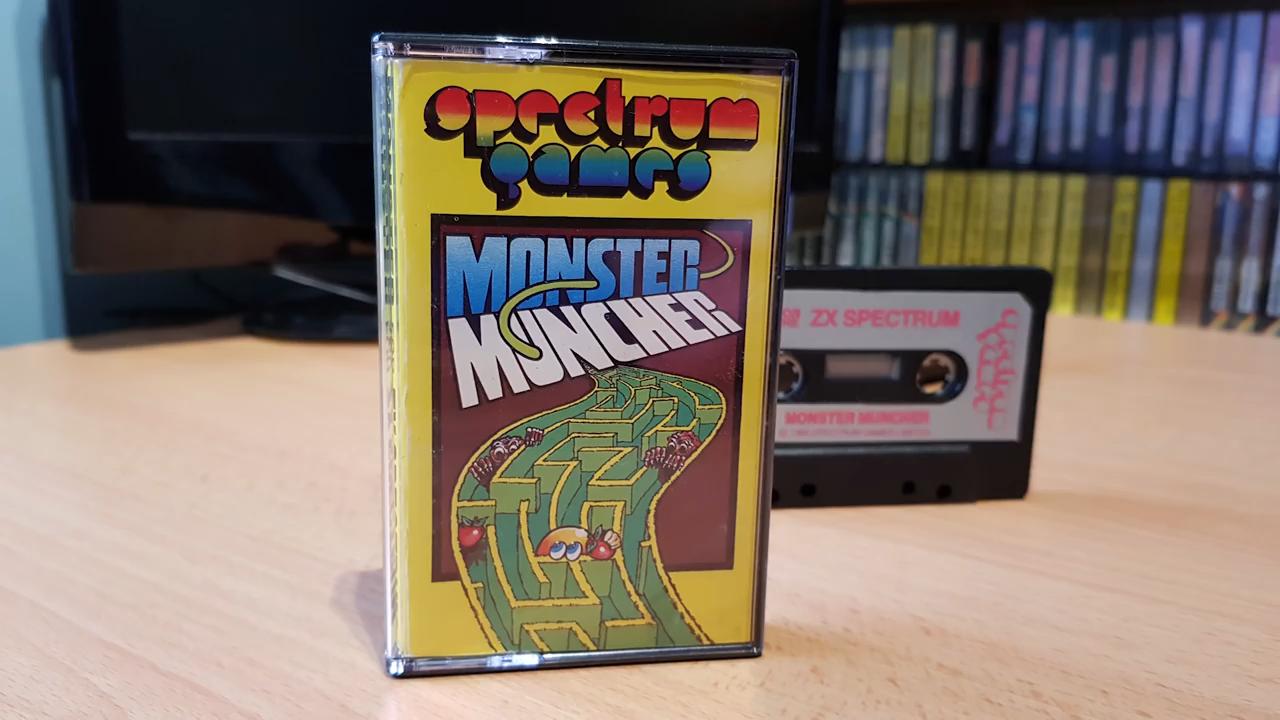 spectrum
games
MONSTER
MUNCHER
ZX SPECTRUM
MONSTER MUNCHER